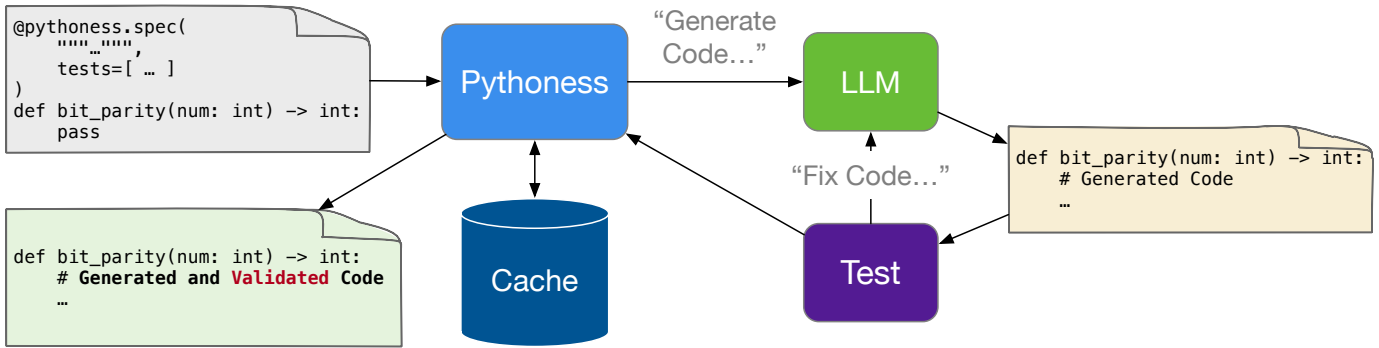 @pythoness.spec(
    """…""",
    tests=[ … ]
)
def bit_parity(num: int) -> int:
    pass
Pythoness
“Generate
Code…”
LLM
def bit_parity(num: int) -> int:
    # Generated Code
    …
“Fix Code…”
Test
Cache
def bit_parity(num: int) -> int:
    # Generated and Validated Code
    …